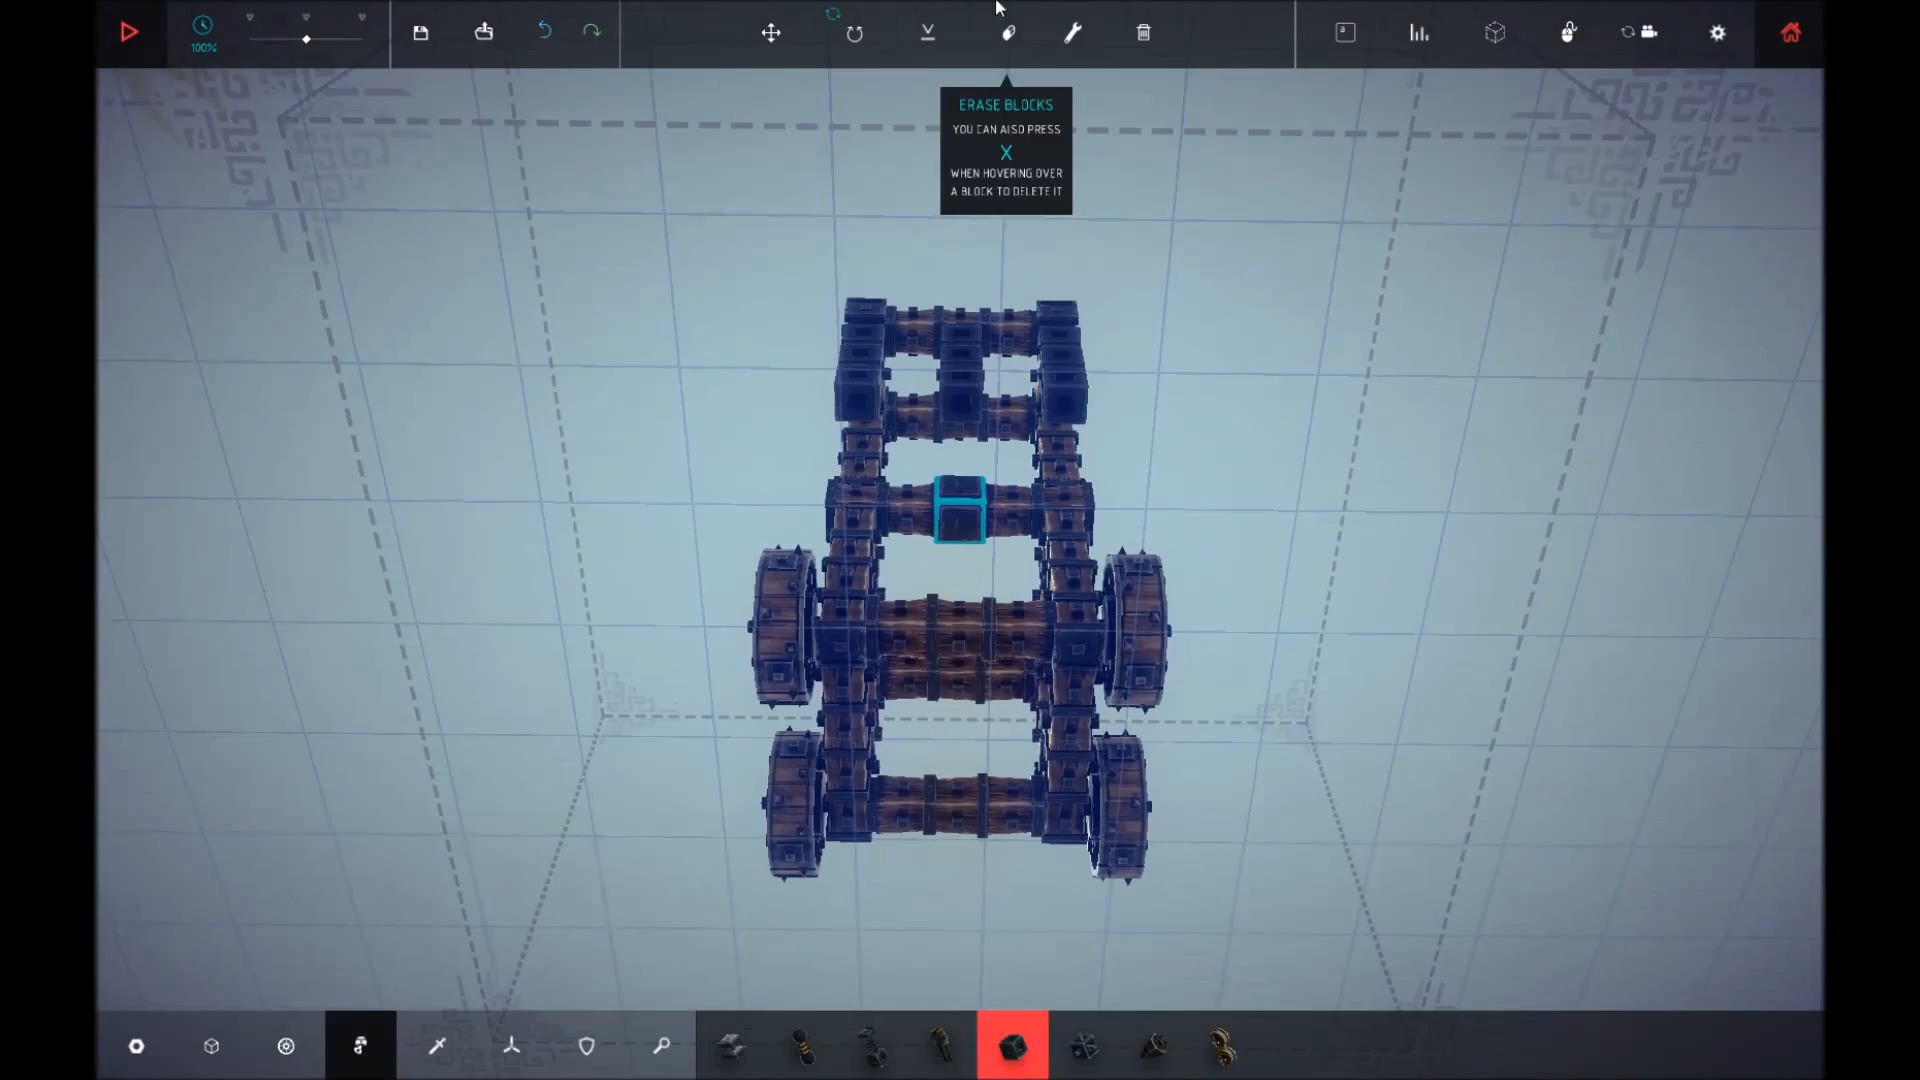 100%
ERASE BLOCKS
YOU CAN ALSO PRESS
X
WHEN HOVERING OVER
A BLOCK TO DELETE IT